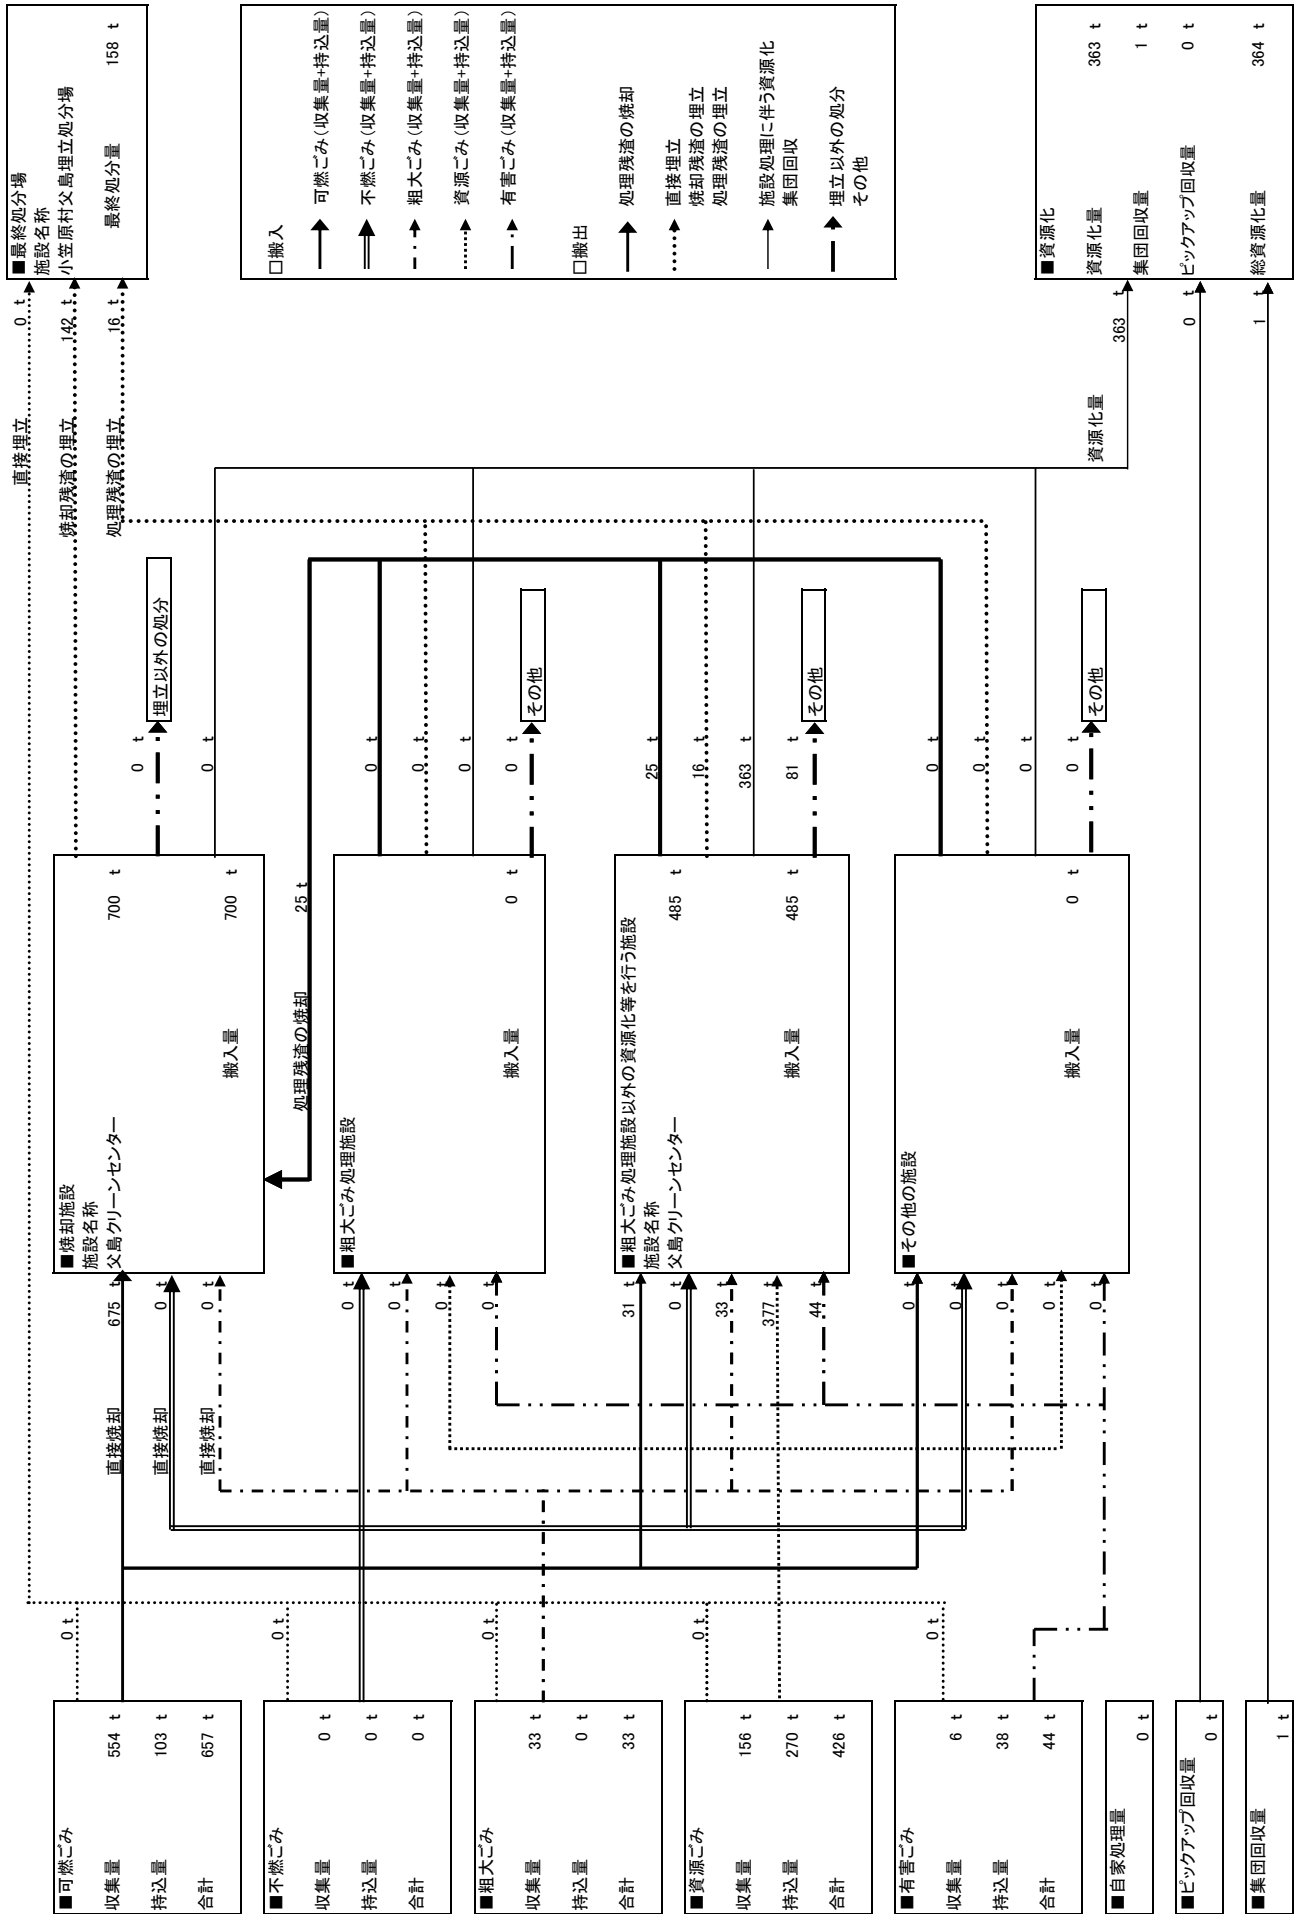 ■可燃ごみ
収集量 554 t
持込量 103 t
合計 657 t
■不燃ごみ
収集量 0 t
持込量 0 t
合計 0 t
■粗大ごみ
収集量 33 t
持込量 0 t
合計 33 t
■資源ごみ
収集量 156 t
持込量 270 t
合計 426 t
■有害ごみ
収集量 6 t
持込量 38 t
合計 44 t
■自家処理量
0 t
■ピックアップ回収量
0 t
■集団回収量
1 t
0 t
0 t
0 t
0 t
0 t
直接焼却 675 t
直接焼却 0 t
直接焼却 0 t
0 t
0 t
0 t
0 t
31 t
0 t
33 t
377 t
44 t
0 t
0 t
0 t
0 t
0 t
■焼却施設
施設名称
父島クリーンセンター 700 t
搬入量 700 t
処理残渣の焼却 25 t
■粗大ごみ処理施設
搬入量 0 t
■粗大ごみ処理施設以外の資源化等を行う施設
施設名称
父島クリーンセンター 485 t
搬入量 485 t
■その他の施設
搬入量 0 t
0 t
埋立以外の処分
0 t
0 t
0 t
0 t
0 t
その他
25 t
16 t
363 t
81 t
その他
0 t
0 t
0 t
0 t
その他
直接埋立 0 t
焼却残渣の埋立 142 t
処理残渣の埋立 16 t
資源化量 363 t
0 t
1 t
■最終処分場
施設名称
小笠原村父島埋立処分場
最終処分量 158 t
□搬入
可燃ごみ(収集量+持込量)
不燃ごみ(収集量+持込量)
粗大ごみ(収集量+持込量)
資源ごみ(収集量+持込量)
有害ごみ(収集量+持込量)
□搬出
処理残渣の焼却
直接埋立
焼却残渣の埋立
処理残渣の埋立
施設処理に伴う資源化
集団回収
埋立以外の処分
その他
■資源化
資源化量 363 t
集団回収量 1 t
ピックアップ回収量 0 t
総資源化量 364 t